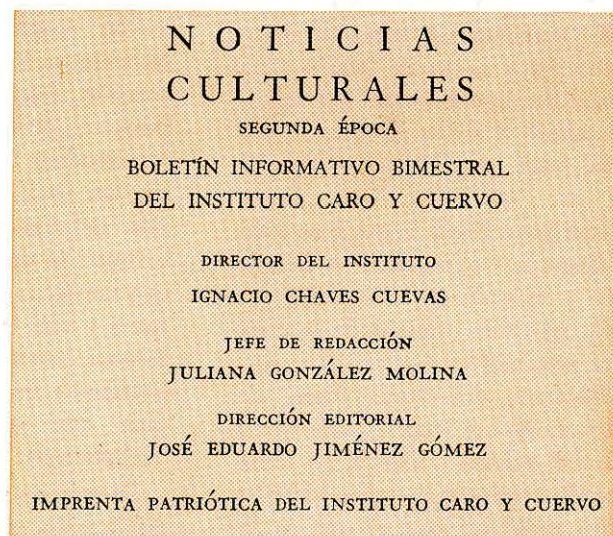 NOTICIAS
CULTURALES
SEGUNDA ÉPOCA
BOLETÍN INFORMATIVO BIMESTRAL
DEL INSTITUTO CARO Y CUERVO
DIRECTOR DEL INSTITUTO
IGNACIO CHAVES CUEVAS
JEFE DE REDACCIÓN
JULIANA GONZÁLEZ MOLINA
DIRECCIÓN EDITORIAL
JOSÉ EDUARDO JIMÉNEZ GÓMEZ
IMPRENTA PATRIÓTICA DEL INSTITUTO CARO Y CUERVO